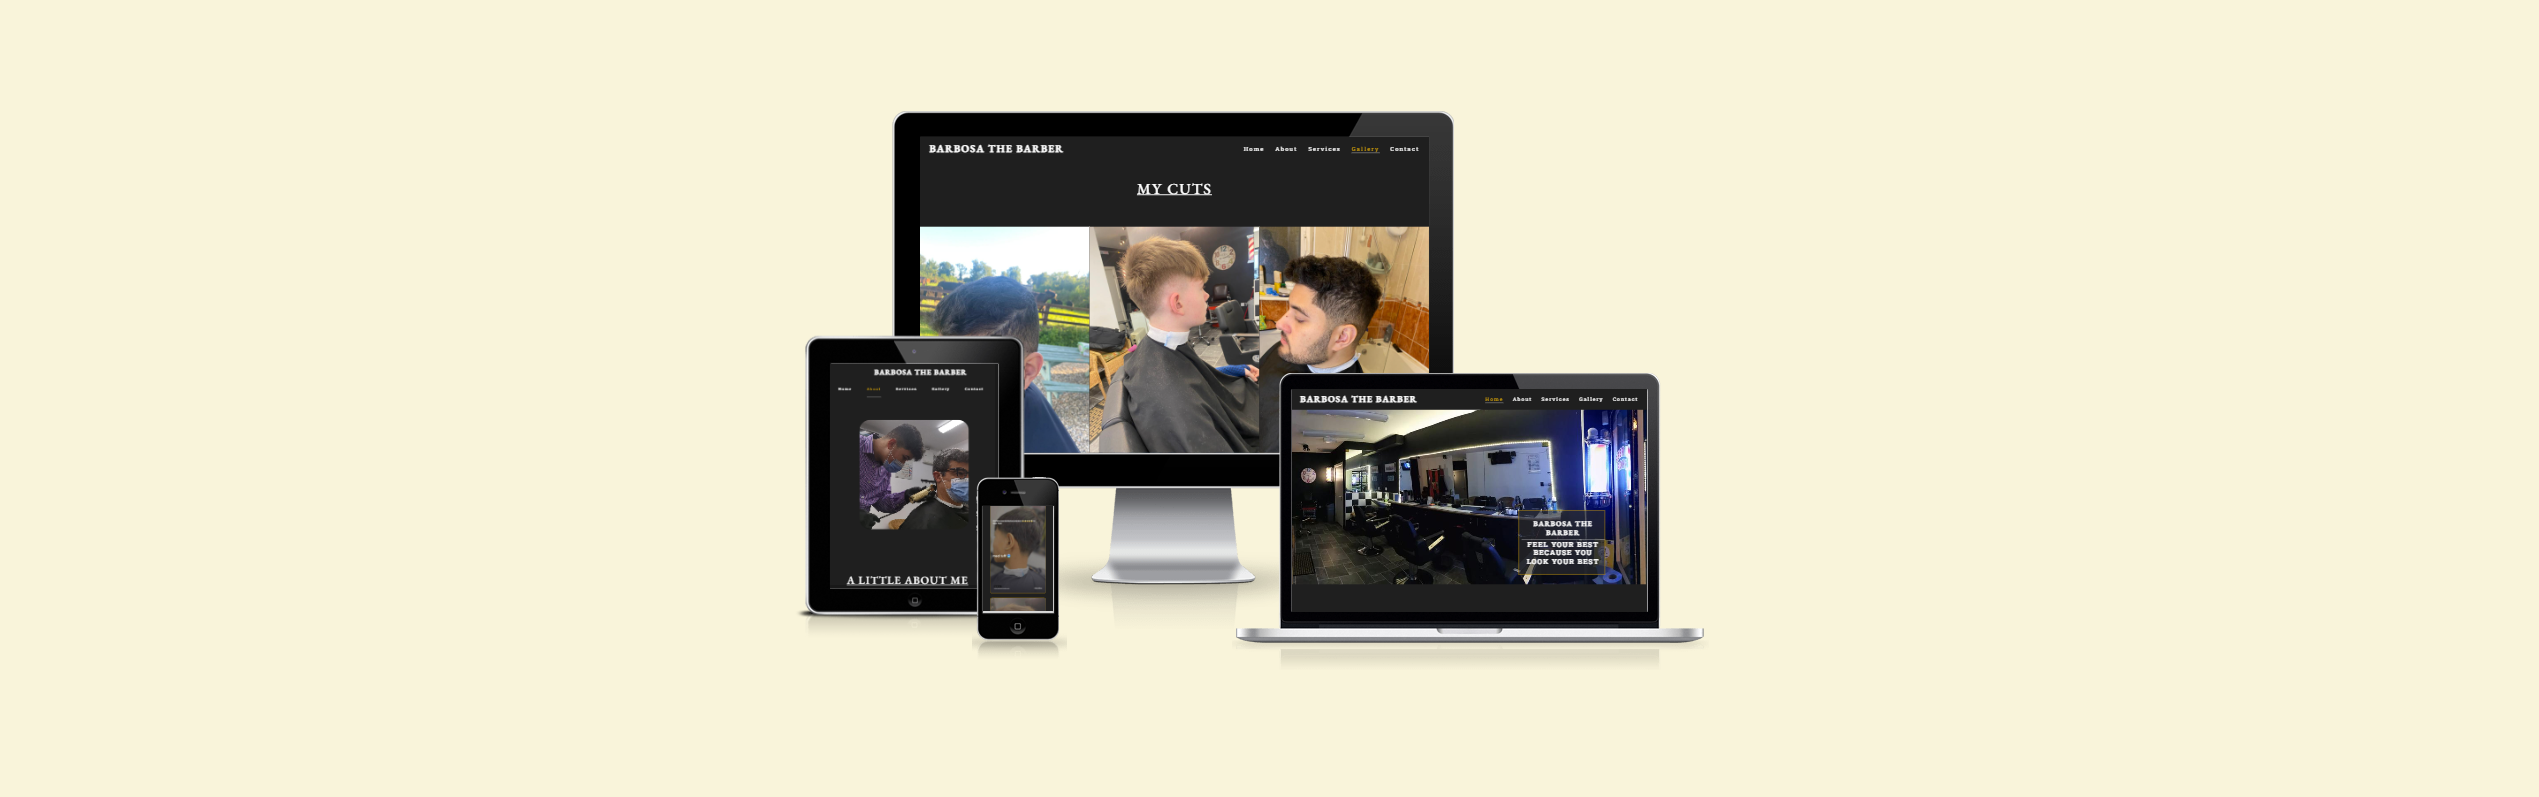 BARBOSA THE BARBER
Home About Services Gallery Contact
MY CUTS
BARBOSA THE BARBER
Home About Services Gallery Contact
A LITTLE ABOUT ME
BARBOSA THE BARBER
Home About Services Gallery Contact
BARBOSA THE
BARBER
FEEL YOUR BEST
BECAUSE YOU
LOOK YOUR BEST